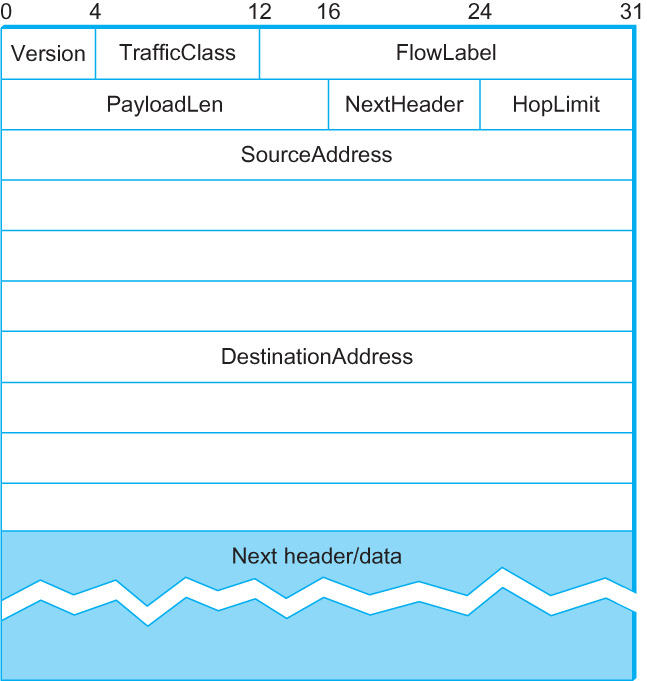 0 4 12 16 24 31
Version TrafficClass FlowLabel
PayloadLen NextHeader HopLimit
SourceAddress
DestinationAddress
Next header/data